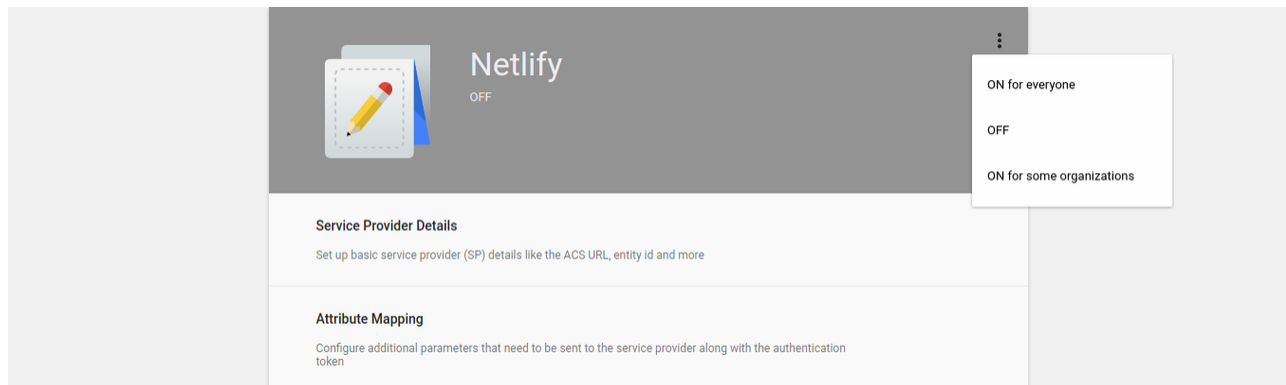 Netlify
OFF
ON for everyone
OFF
ON for some organizations
Service Provider Details
Set up basic service provider (SP) details like the ACS URL, entity id and more
Attribute Mapping
Configure additional parameters that need to be sent to the service provider along with the authentication
token